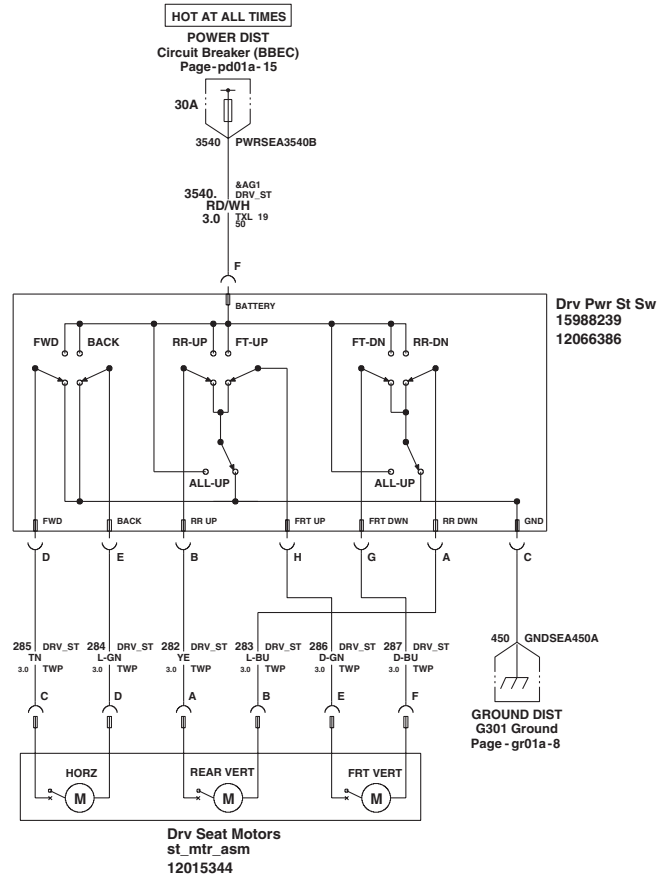 HOT AT ALL TIMES
POWER DIST
Circuit Breaker (BBEC)
Page-pd01a-15
30A
3540 PWRSEA3540B
&AG1
3540. DRV_ST
RD/WH
3.0 TXL 19
50
F
BATTERY
Drv Pwr St Sw
15988239
12066386
FWD BACK RR-UP FT-UP FT-DN RR-DN
ALL-UP ALL-UP
FWD BACK RR UP FRT UP FRT DWN RR DWN GND
D E B H G A C
285 DRV_ST 284 DRV_ST 282 DRV_ST 283 DRV_ST 286 DRV_ST 287 DRV_ST 450 GNDSEA450A
TN L-GN YE L-BU D-GN D-BU
3.0 TWP 3.0 TWP 3.0 TWP 3.0 TWP 3.0 TWP 3.0 TWP
C D A B E F
GROUND DIST
G301 Ground
Page-gr01a-8
HORZ REAR VERT FRT VERT
M M M
Drv Seat Motors
st_mtr_asm
12015344